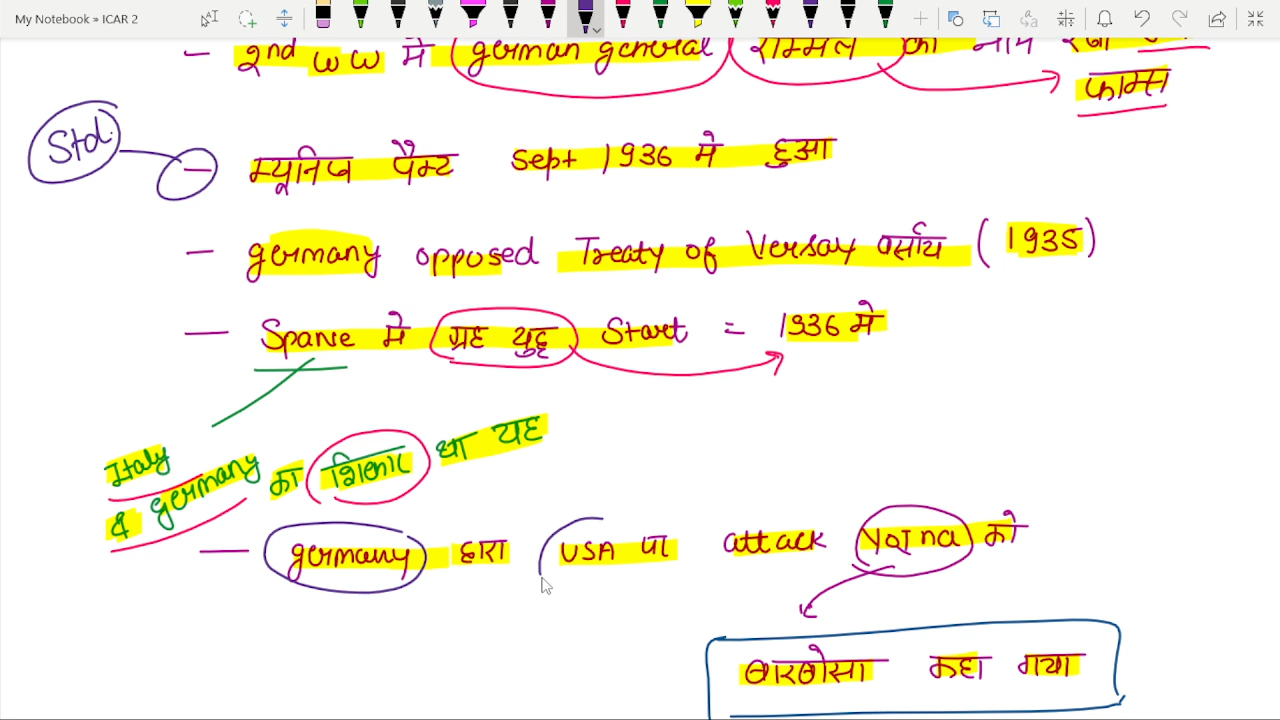 My Notebook » ICAR 2
- 2nd WW मे german general रोम्मेल का नाम
फाक्स
Std.
- म्यूनिख पैक्ट Sept 1936 मे हुआ
- germany opposed Treaty of Versay वर्साय (1935)
- Spane मे ग्रह युद्ध Start = 1936 मे
Italy
& germany का शिकार था यह
- germany द्वारा USA पर attack योजना को
बारबोसा कहा गया